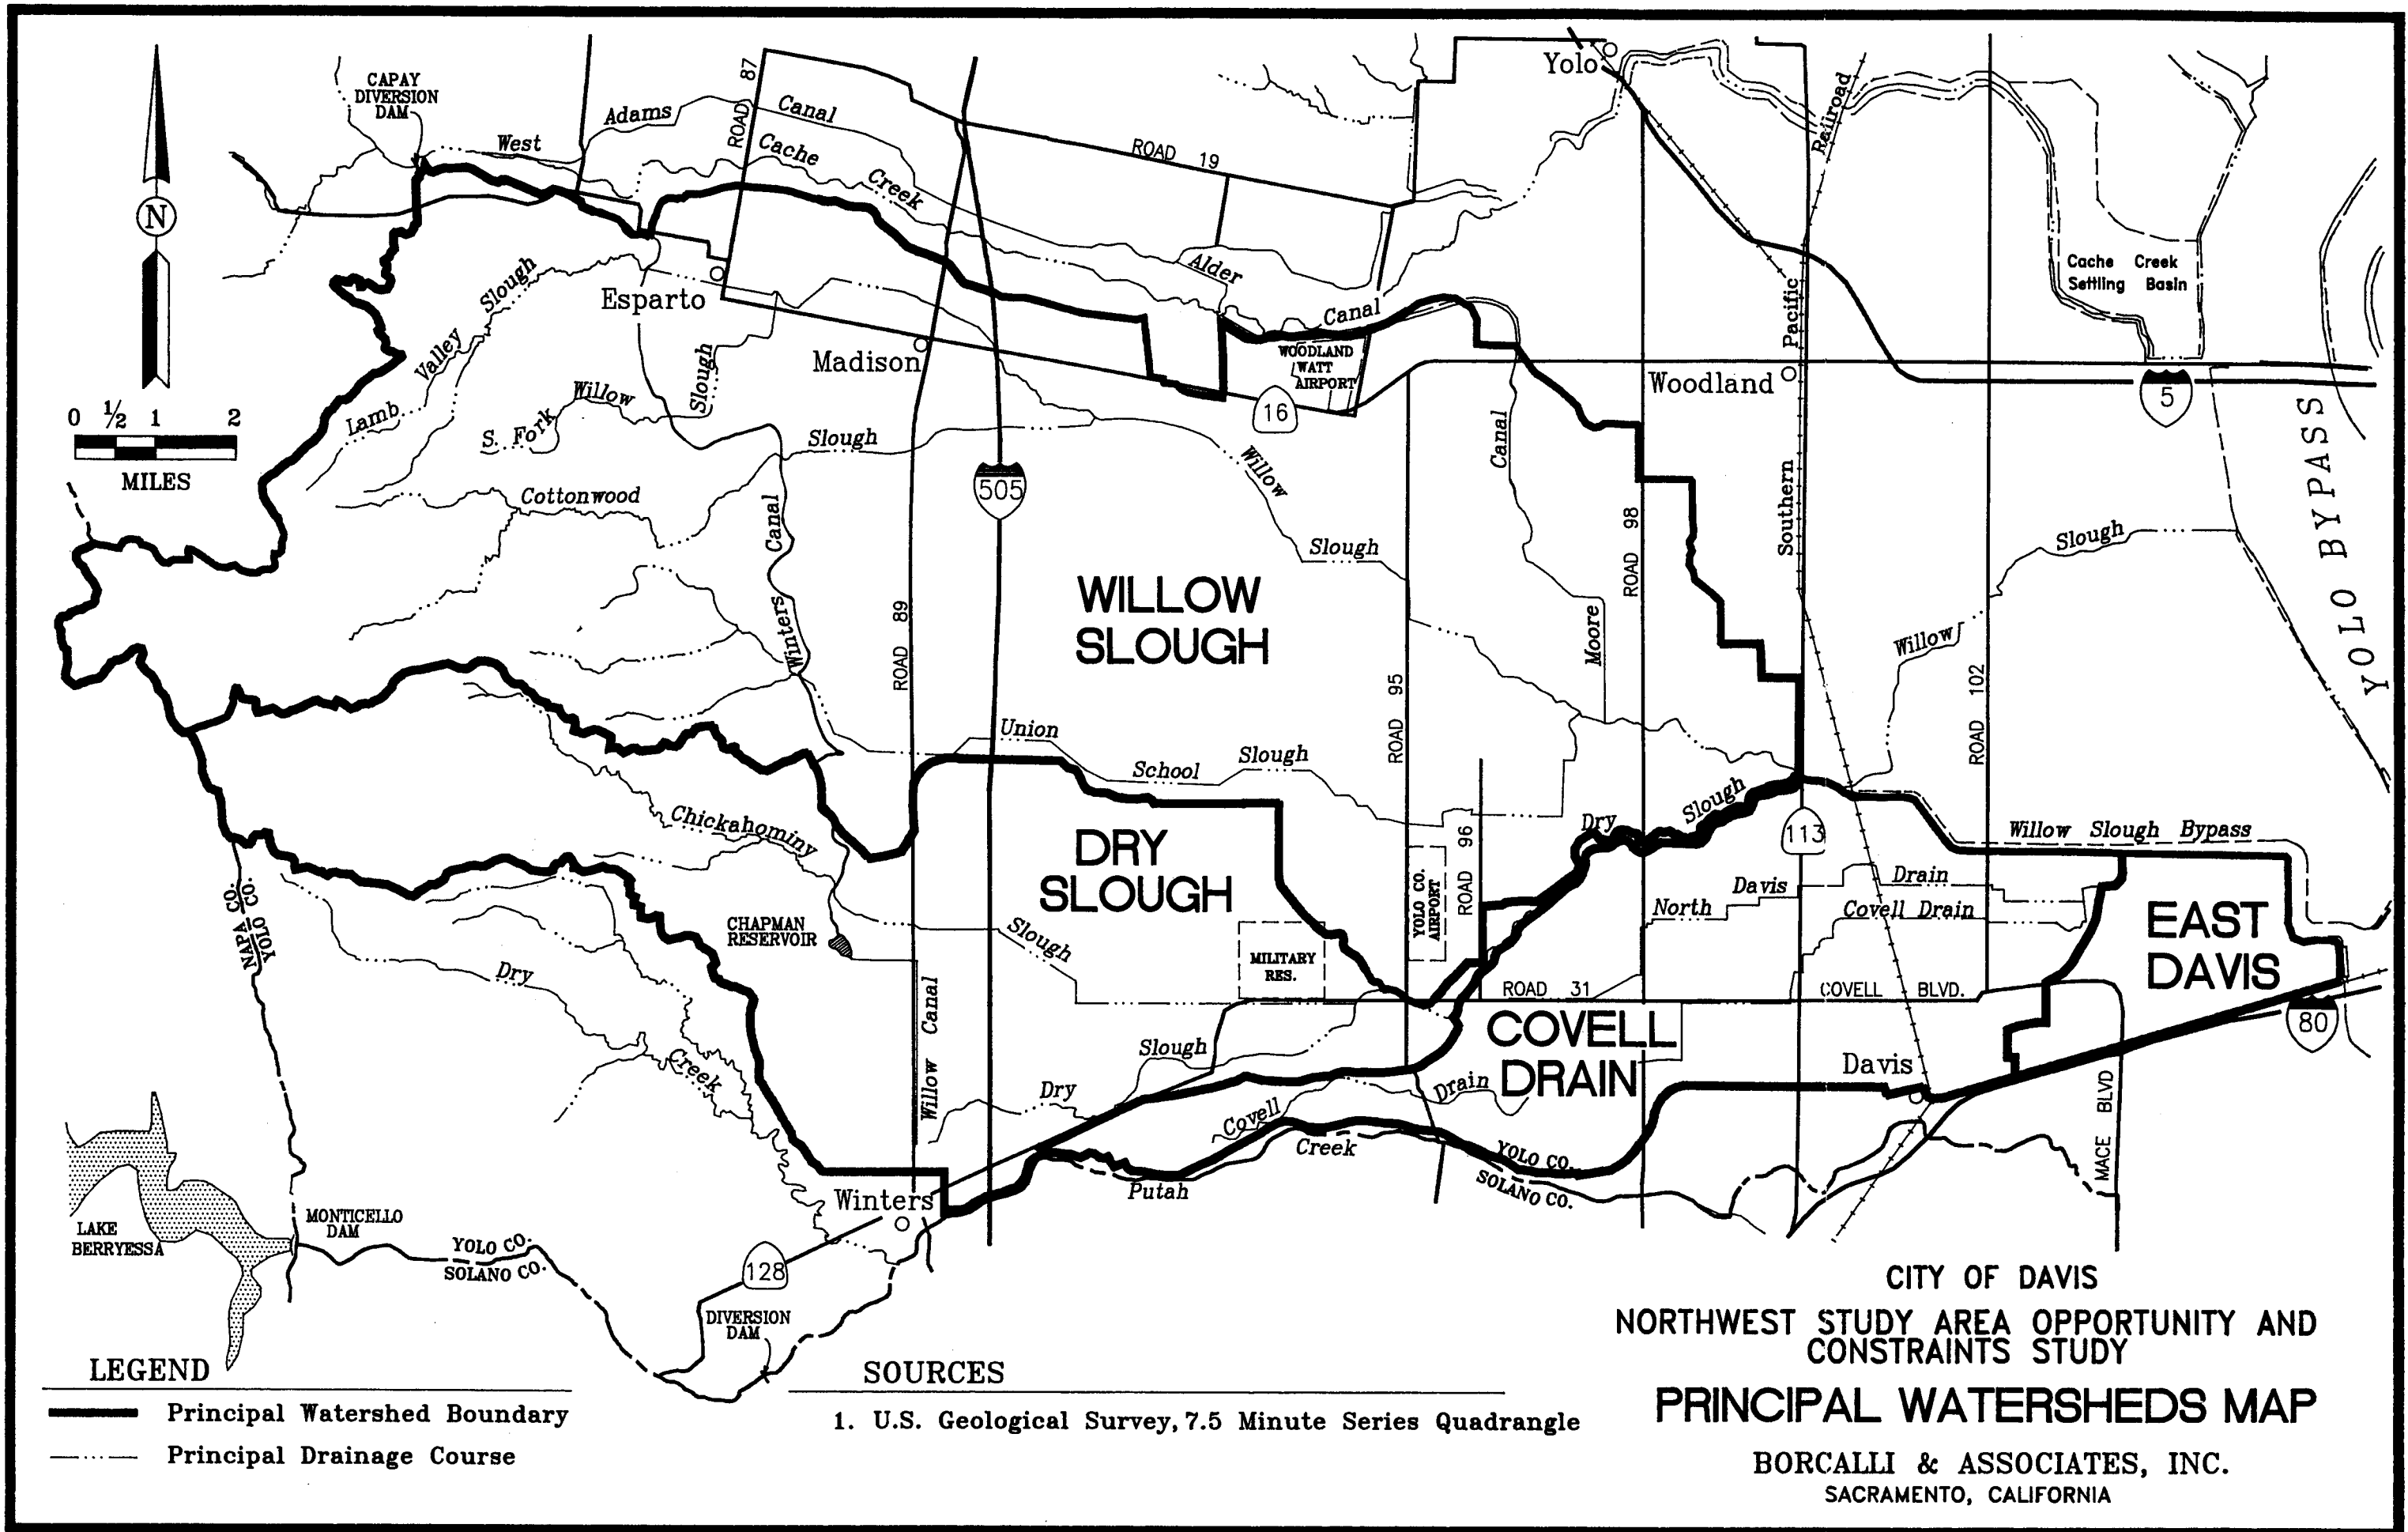 Yolo
CAPAY
DIVERSION
DAM
ROAD 87
Adams
Canal
West
Cache
Creek
ROAD 19
Railroad
N
Cache Creek
Settling Basin
Alder
Canal
Esparto
Valley Slough
Lamb
Madison
WOODLAND
WATT
AIRPORT
16
Woodland
Pacific
Southern
5
YOLO BYPASS
0 ½ 1 2
MILES
S. Fork
Willow
Slough
Slough
Cottonwood
505
Willow
Slough
Canal
Moore
ROAD 98
Slough
Willow
ROAD 102
Winters
Canal
ROAD 89
WILLOW
SLOUGH
ROAD 95
Union
School
Slough
Chickahominy
DRY
SLOUGH
ROAD 96
YOLO CO.
AIRPORT
Dry
Slough
113
Willow Slough Bypass
North
Davis
Drain
Covell Drain
EAST
DAVIS
NAPA CO.
YOLO CO.
CHAPMAN
RESERVOIR
Slough
MILITARY
RES.
ROAD 31
COVELL BLVD.
80
Dry
Creek
Willow Canal
Slough
Dry
COVELL
DRAIN
Davis
Covell
Drain
Creek
Putah
YOLO CO.
SOLANO CO.
MACE BLVD
Winters
LAKE
BERRYESSA
MONTICELLO
DAM
YOLO CO.
SOLANO CO.
128
DIVERSION
DAM
CITY OF DAVIS
NORTHWEST STUDY AREA OPPORTUNITY AND
CONSTRAINTS STUDY
PRINCIPAL WATERSHEDS MAP
BORCALLI & ASSOCIATES, INC.
SACRAMENTO, CALIFORNIA
LEGEND
Principal Watershed Boundary
Principal Drainage Course
SOURCES
1. U.S. Geological Survey, 7.5 Minute Series Quadrangle